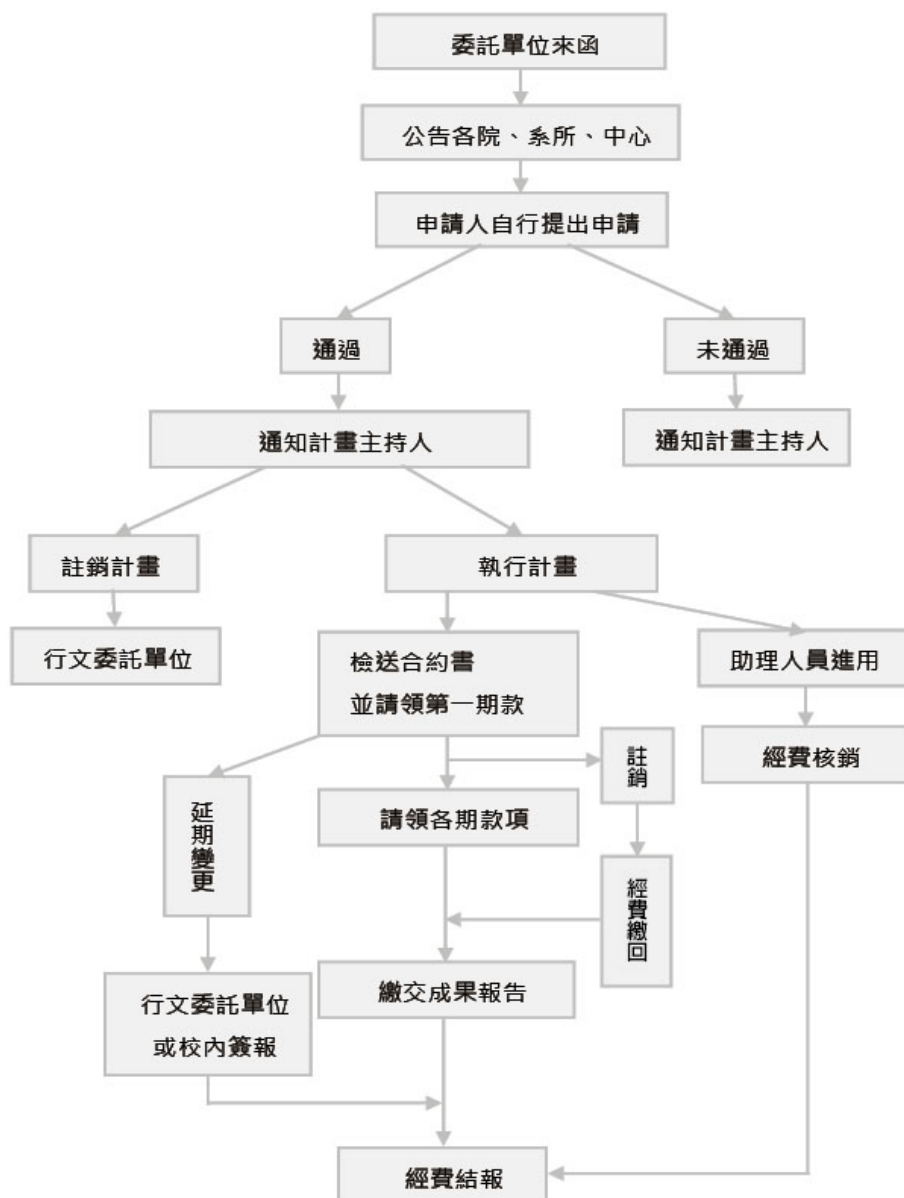 委託單位來函
公告各院、系所、中心
申請人自行提出申請
通過
未通過
通知計畫主持人
通知計畫主持人
註銷計畫
執行計畫
行文委託單位
檢送合約書
並請領第一期款
助理人員進用
註銷
經費核銷
延期變更
請領各期款項
經費繳回
行文委託單位
或校內簽報
繳交成果報告
經費結報